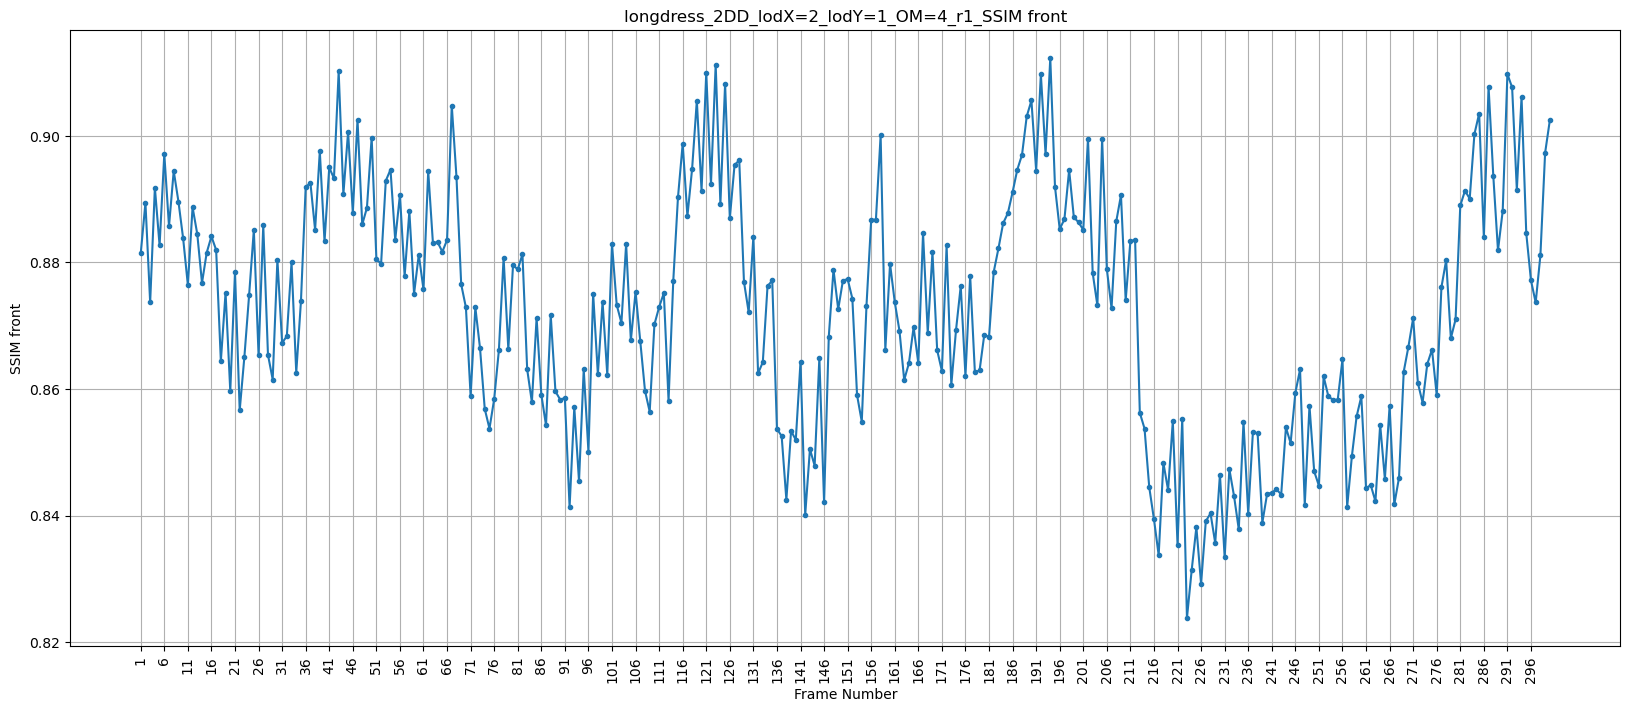 longdress_2DD_lodX=2_lodY=1_OM=4_r1_SSIM front
SSIM front
0.90
0.88
0.86
0.84
0.82
1 6 11 16 21 26 31 36 41 46 51 56 61 66 71 76 81 86 91 96 101 106 111 116 121 126 131 136 141 146 151 156 161 166 171 176 181 186 191 196 201 206 211 216 221 226 231 236 241 246 251 256 261 266 271 276 281 286 291 296
Frame Number